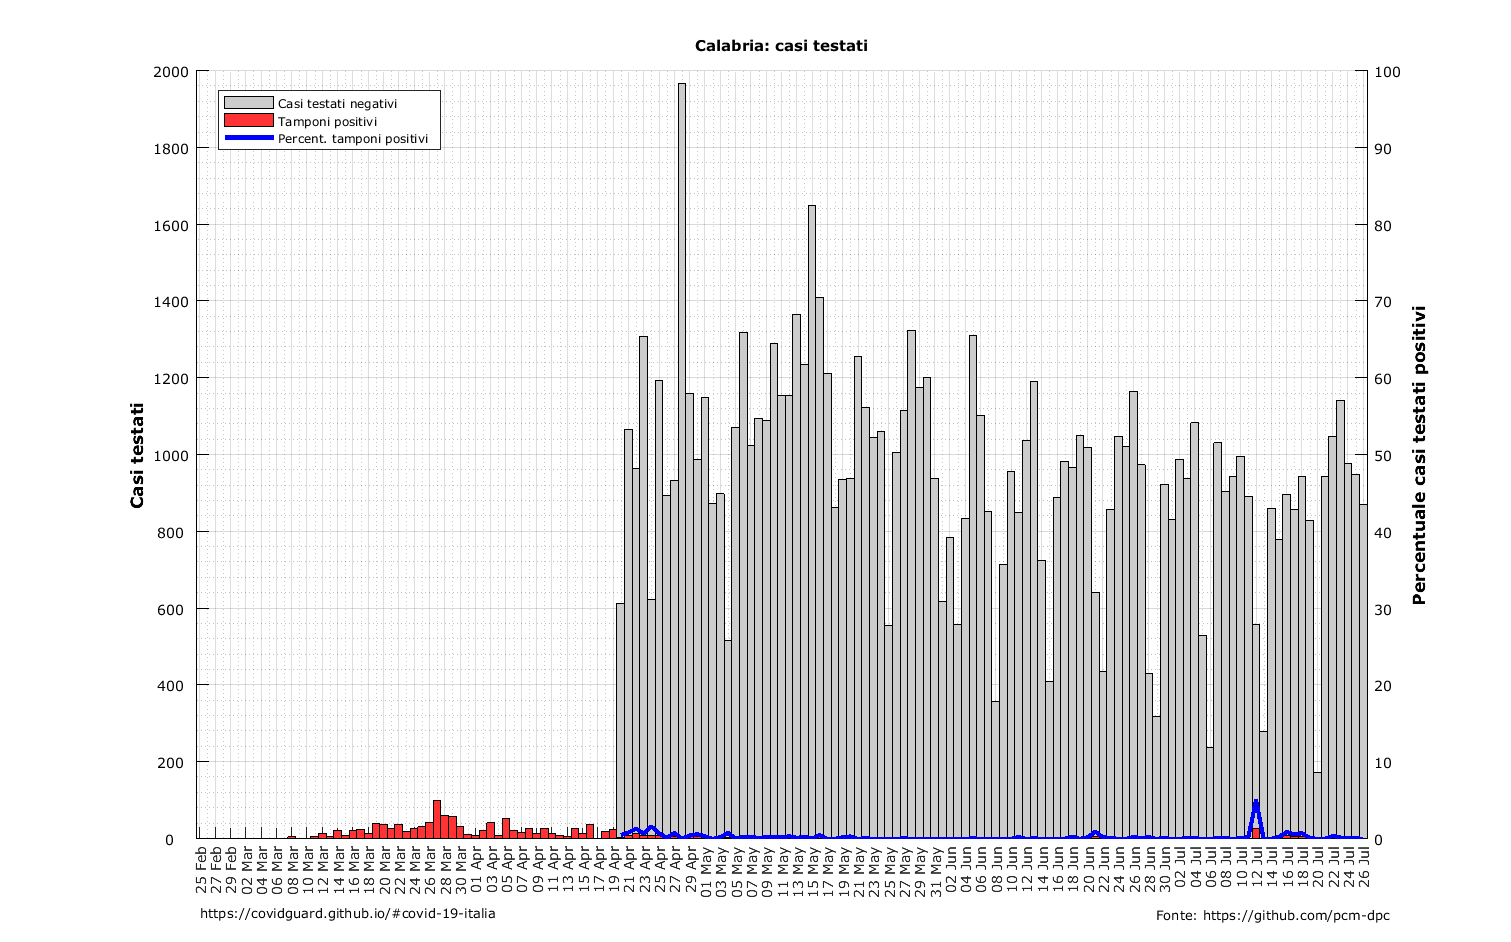 Calabria: casi testati
Casi testati negativi
Tamponi positivi
Percent. tamponi positivi
Casi testati
2000
1800
1600
1400
1200
1000
800
600
400
200
0
100
90
80
70
60
50
40
30
20
10
0
Percentuale casi testati positivi
25 Feb
27 Feb
29 Feb
02 Mar
04 Mar
06 Mar
08 Mar
10 Mar
12 Mar
14 Mar
16 Mar
18 Mar
20 Mar
22 Mar
24 Mar
26 Mar
28 Mar
30 Mar
01 Apr
03 Apr
05 Apr
07 Apr
09 Apr
11 Apr
13 Apr
15 Apr
17 Apr
19 Apr
21 Apr
23 Apr
25 Apr
27 Apr
29 Apr
01 May
03 May
05 May
07 May
09 May
11 May
13 May
15 May
17 May
19 May
21 May
23 May
25 May
27 May
29 May
31 May
02 Jun
04 Jun
06 Jun
08 Jun
10 Jun
12 Jun
14 Jun
16 Jun
18 Jun
20 Jun
22 Jun
24 Jun
26 Jun
28 Jun
30 Jun
02 Jul
04 Jul
06 Jul
08 Jul
10 Jul
12 Jul
14 Jul
16 Jul
18 Jul
20 Jul
22 Jul
24 Jul
26 Jul
https://covidguard.github.io/#covid-19-italia
Fonte: https://github.com/pcm-dpc